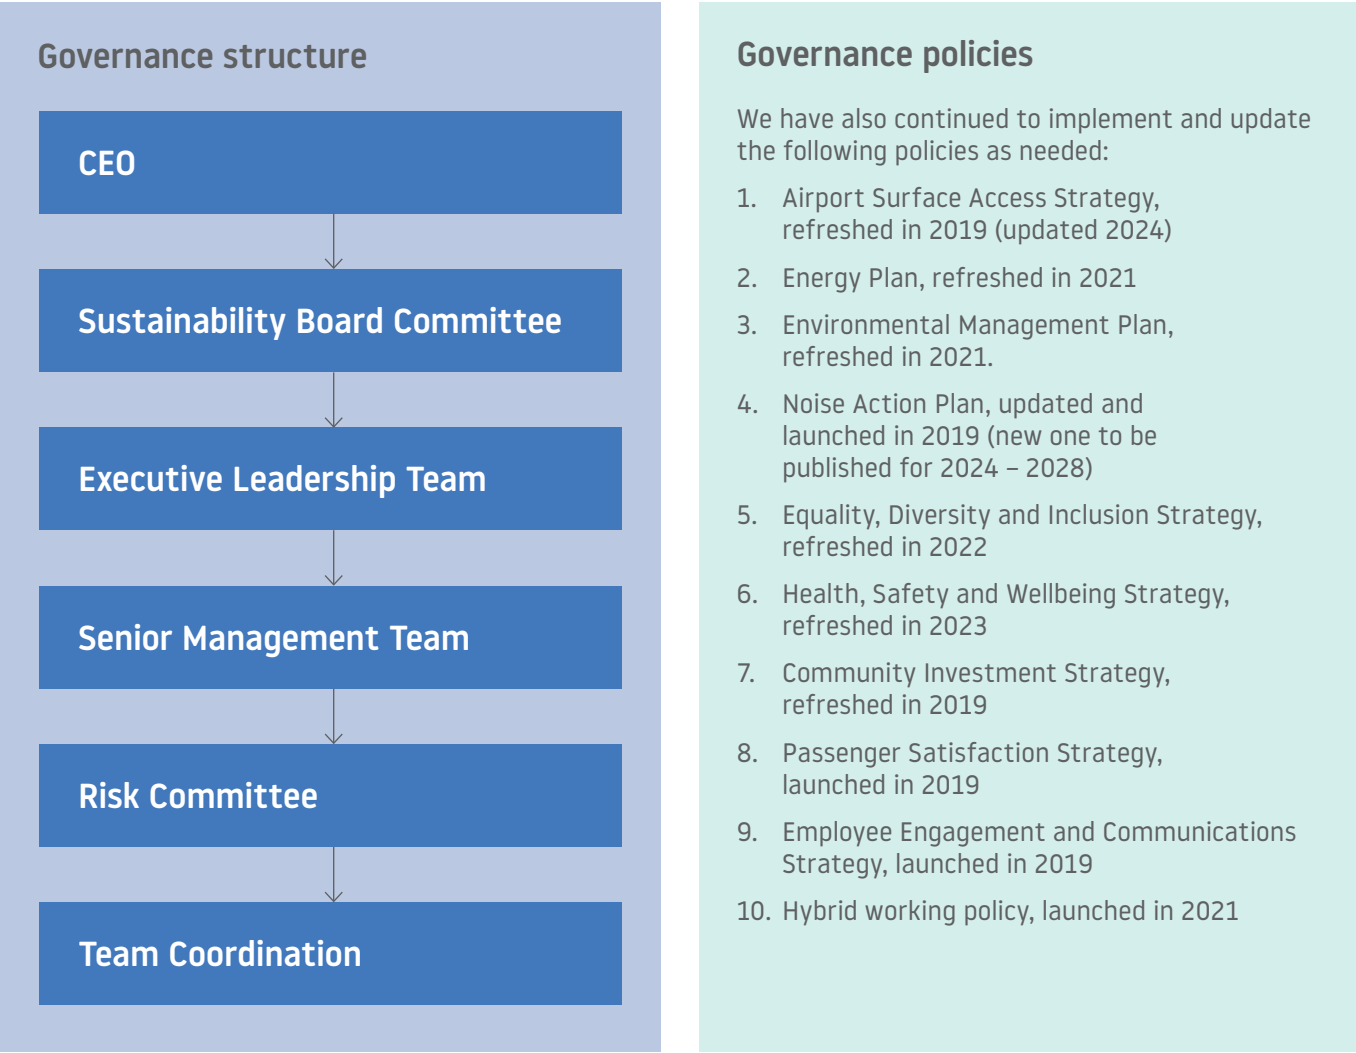 Governance structure
CEO
Sustainability Board Committee
Executive Leadership Team
Senior Management Team
Risk Committee
Team Coordination
Governance policies
We have also continued to implement and update
the following policies as needed:
1. Airport Surface Access Strategy,
refreshed in 2019 (updated 2024)
2. Energy Plan, refreshed in 2021
3. Environmental Management Plan,
refreshed in 2021.
4. Noise Action Plan, updated and
launched in 2019 (new one to be
published for 2024 – 2028)
5. Equality, Diversity and Inclusion Strategy,
refreshed in 2022
6. Health, Safety and Wellbeing Strategy,
refreshed in 2023
7. Community Investment Strategy,
refreshed in 2019
8. Passenger Satisfaction Strategy,
launched in 2019
9. Employee Engagement and Communications
Strategy, launched in 2019
10. Hybrid working policy, launched in 2021